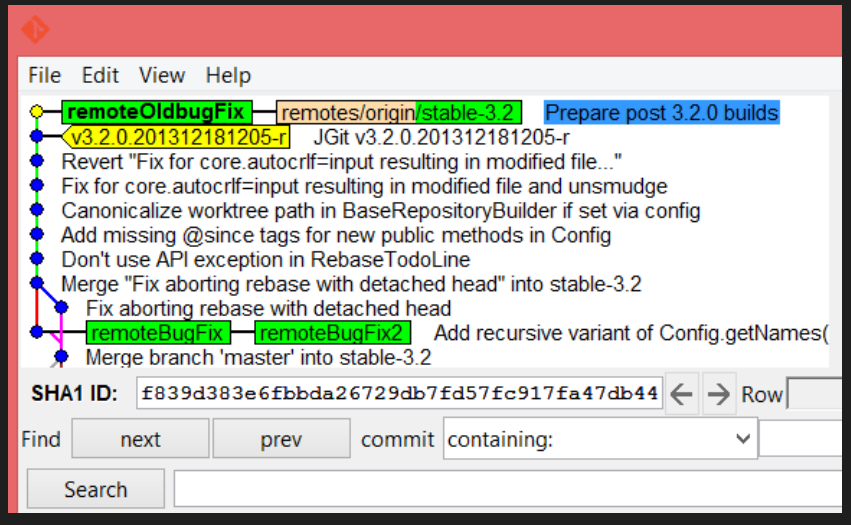 File Edit View Help
remoteOldbugFix remotes/origin/stable-3.2 Prepare post 3.2.0 builds
v3.2.0.201312181205-r JGit v3.2.0.201312181205-r
Revert "Fix for core.autocrlf=input resulting in modified file..."
Fix for core.autocrlf=input resulting in modified file and unsmudge
Canonicalize worktree path in BaseRepositoryBuilder if set via config
Add missing @since tags for new public methods in Config
Don't use API exception in RebaseTodoLine
Merge "Fix aborting rebase with detached head" into stable-3.2
Fix aborting rebase with detached head
remoteBugFix remoteBugFix2 Add recursive variant of Config.getNames(
Merge branch 'master' into stable-3.2
SHA1 ID: f839d383e6fbbda26729db7fd57fc917fa47db44 Row
Find next prev commit containing:
Search